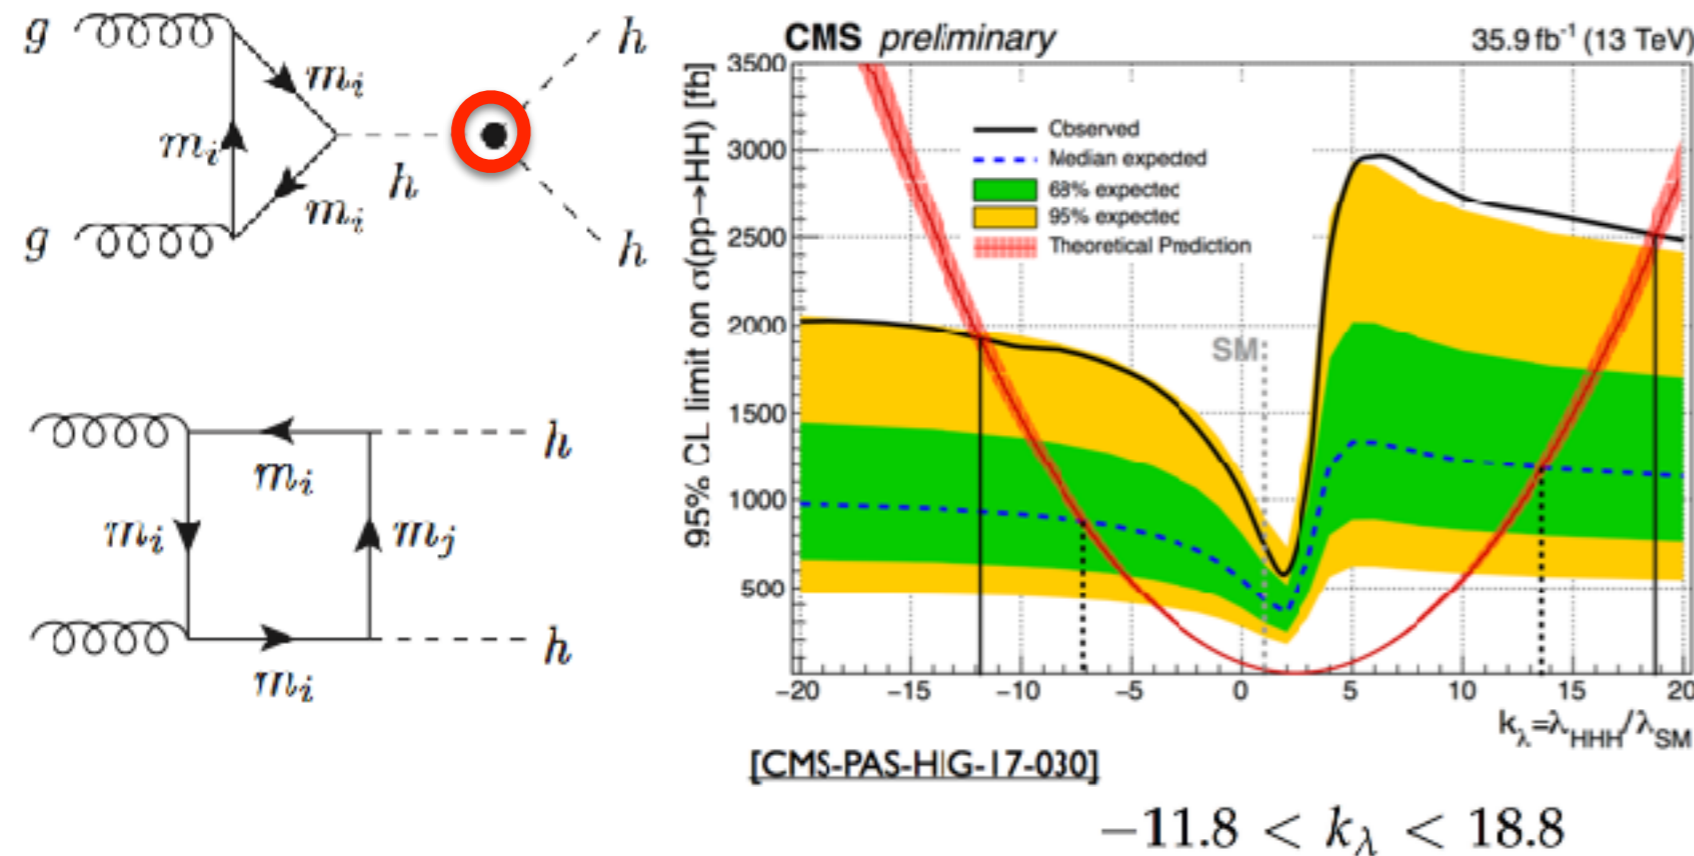 g
m_i
h
m_i
m_i
h
g
h
h
m_i
m_i
m_j
h
m_i
CMS preliminary
35.9 fb⁻¹ (13 TeV)
95% CL limit on σ(pp→HH) [fb]
3500
3000
2500
2000
1500
1000
500
Observed
Median expected
68% expected
95% expected
Theoretical Prediction
SM
−20 −15 −10 −5 0 5 10 15 20
k_λ=λ_HHH/λ_SM
[CMS-PAS-HIG-17-030]
−11.8 < k_λ < 18.8